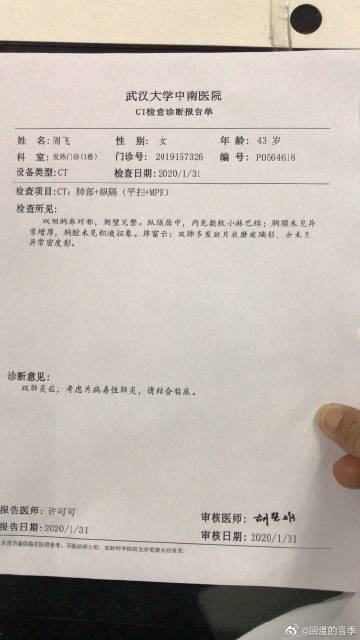 武汉大学中南医院
CT检查诊断报告单
姓 名：周飞 性 别：女 年 龄：43 岁
科 室：发热门诊(1楼) 门诊号：2019157326 编 号：P0564618
设备类型：CT 检查日期：2020/1/31
检查项目：CT：肺部+纵隔（平扫+MPR）
检查所见：
双侧胸廓对称，胸壁完整。纵隔居中，内见数枚小淋巴结；胸膜未见异
常增厚，胸腔未见积液征象。肺窗示：双肺多发斑片状磨玻璃影，余未见
异常密度影。
诊断意见：
双肺炎症，考虑为病毒性肺炎，请结合临床。
报告医师：许可可
审核医师：
报告日期：2020/1/31
审核日期：2020/1/31
@回温的雪季